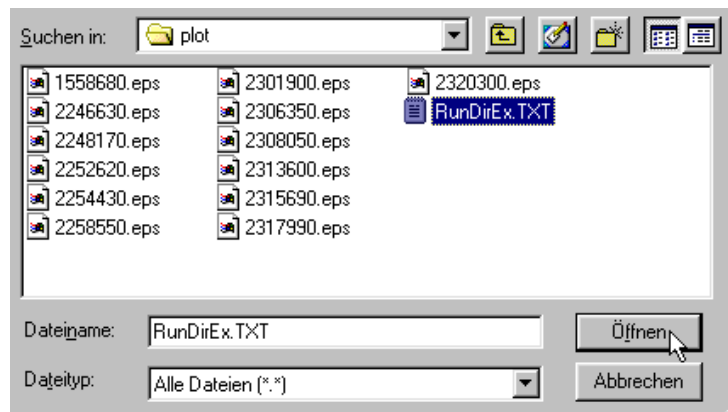 Suchen in: plot
1558680.eps 2301900.eps 2320300.eps
2246630.eps 2306350.eps RunDirEx.TXT
2248170.eps 2308050.eps
2252620.eps 2313600.eps
2254430.eps 2315690.eps
2258550.eps 2317990.eps
Dateiname: RunDirEx.TXT Öffnen
Dateityp: Alle Dateien (*.*) Abbrechen